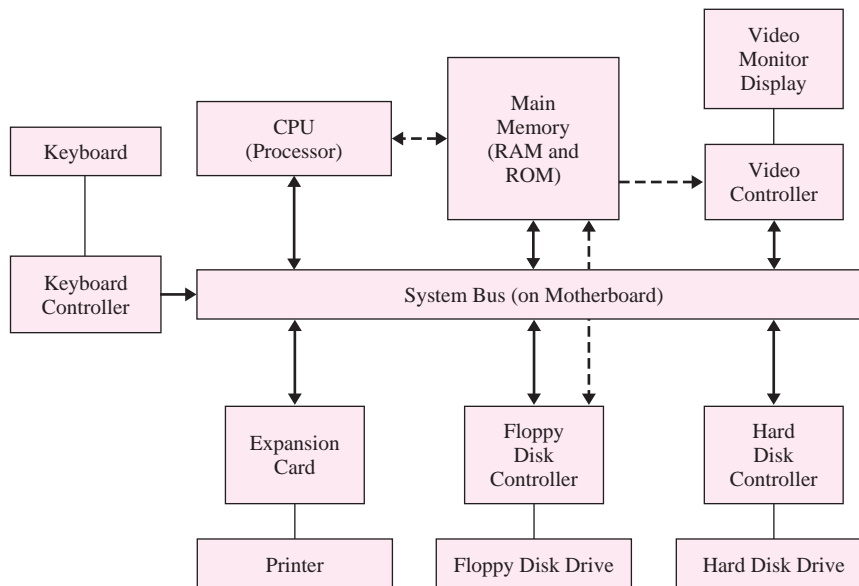 Video
Monitor
Display
Main
Memory
(RAM and
ROM)
CPU
(Processor)
Keyboard
Video
Controller
Keyboard
Controller
System Bus (on Motherboard)
Expansion
Card
Floppy
Disk
Controller
Hard
Disk
Controller
Printer
Floppy Disk Drive
Hard Disk Drive